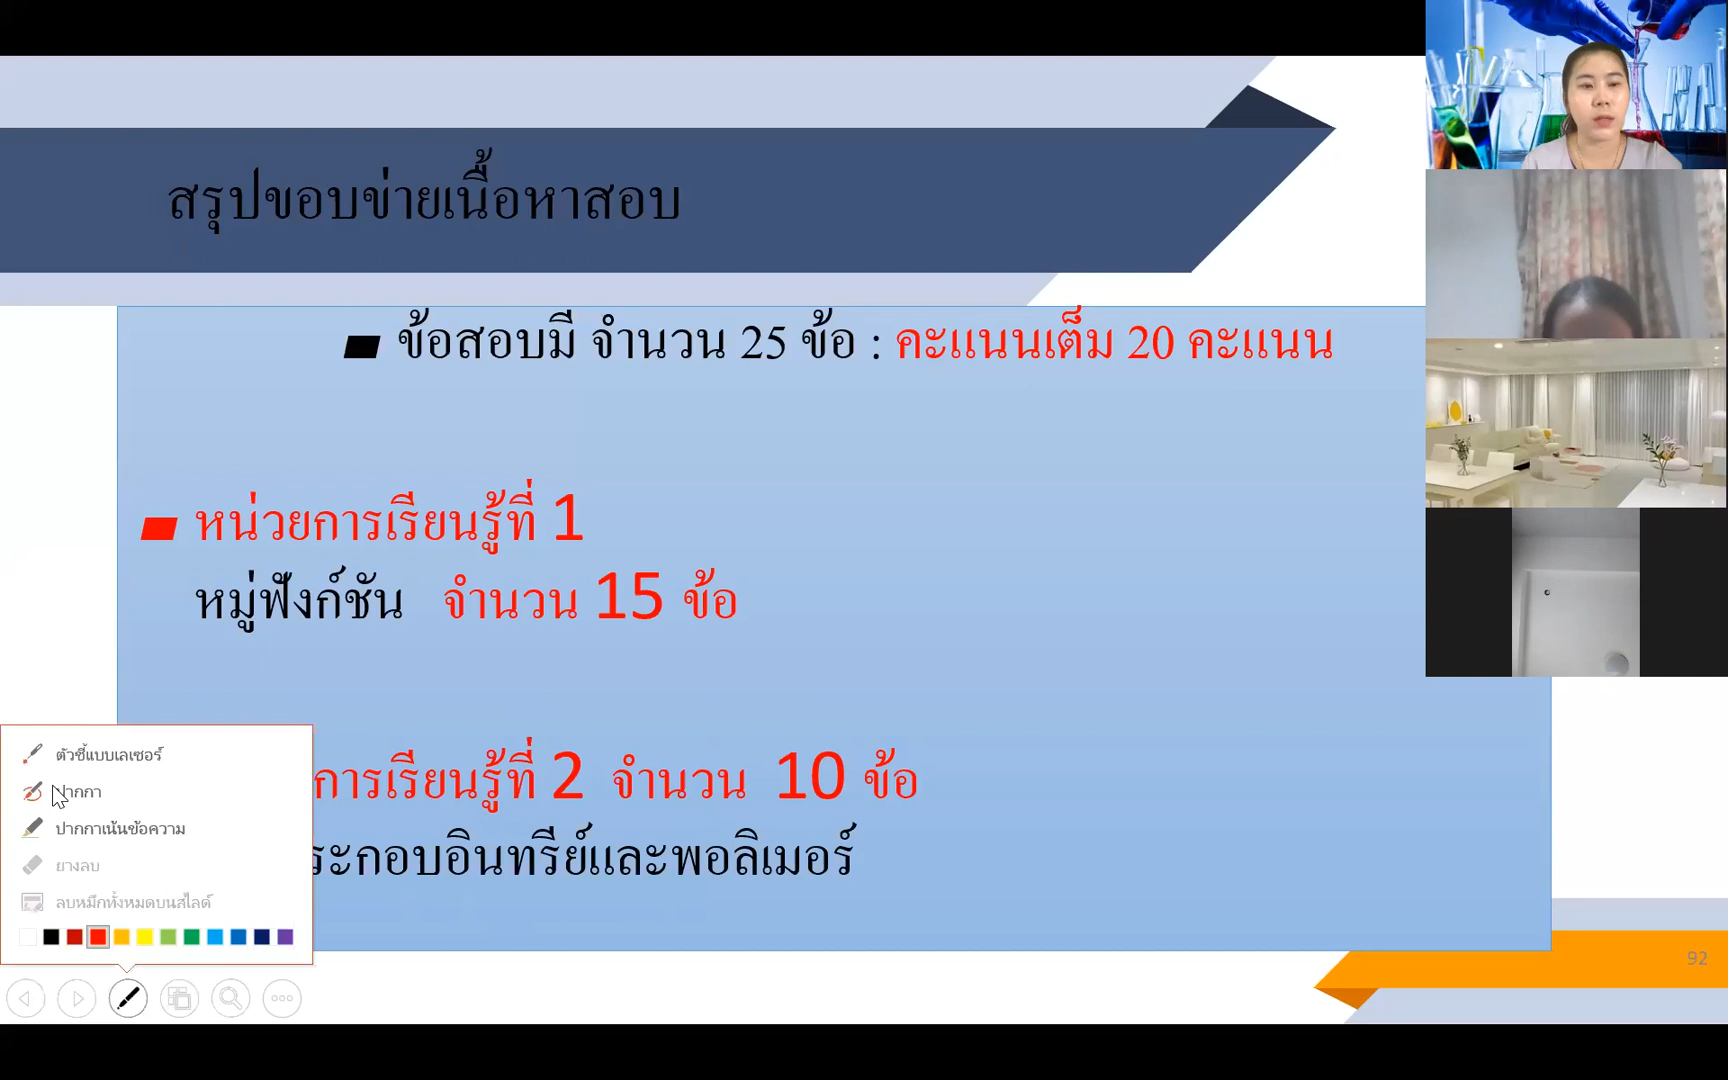 สรุปขอบข่ายเนื้อหาสอบ
ข้อสอบมี จำนวน 25 ข้อ : คะแนนเต็ม 20 คะแนน
หน่วยการเรียนรู้ที่ 1
หมู่ฟังก์ชัน จำนวน 15 ข้อ
การเรียนรู้ที่ 2 จำนวน 10 ข้อ
ระกอบอินทรีย์และพอลิเมอร์
ตัวชี้แบบเลเซอร์
ปากกา
ปากกาเน้นข้อความ
ยางลบ
ลบหมึกทั้งหมดบนสไลด์
92